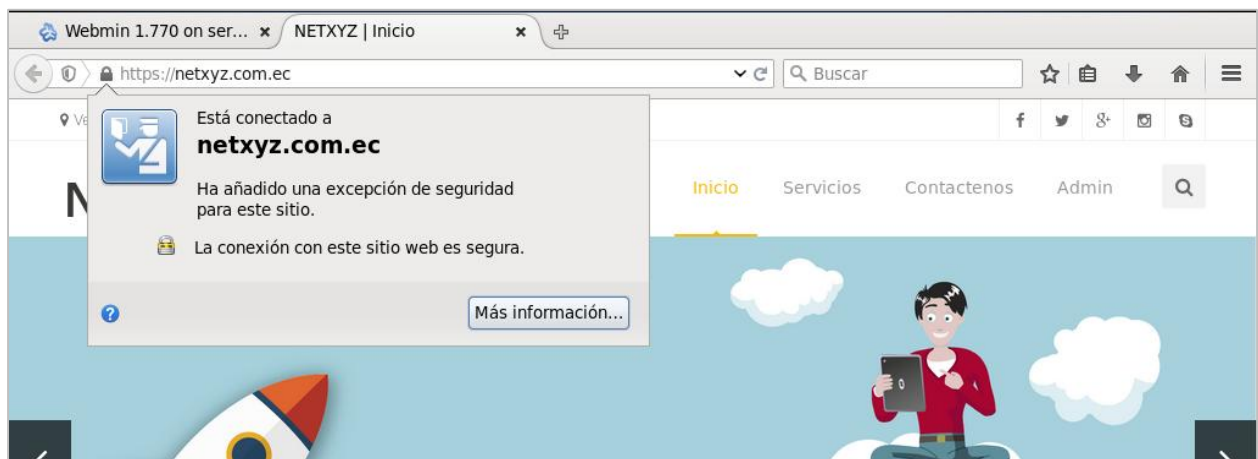 Webmin 1.770 on ser... × NETXYZ | Inicio ×
https://netxyz.com.ec Buscar
Está conectado a
netxyz.com.ec
Ha añadido una excepción de seguridad
para este sitio.
La conexión con este sitio web es segura.
Más información...
Inicio Servicios Contactenos Admin